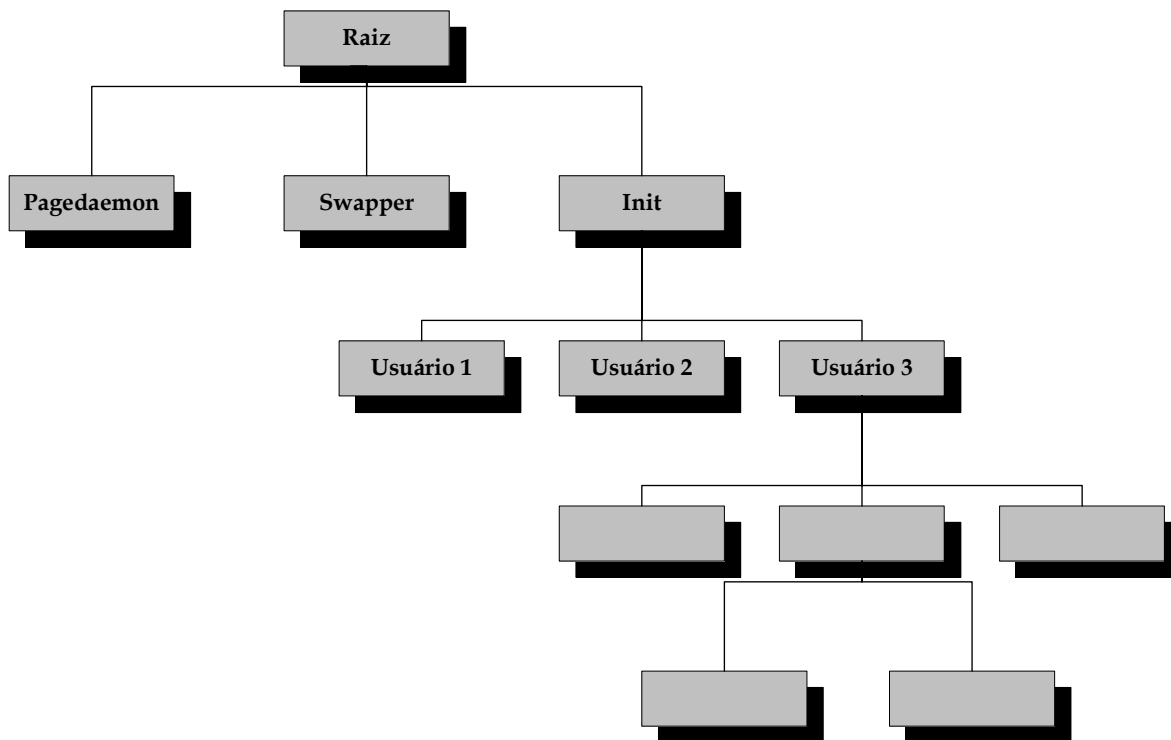 Raiz
Pagedaemon
Swapper
Init
Usuário 1
Usuário 2
Usuário 3